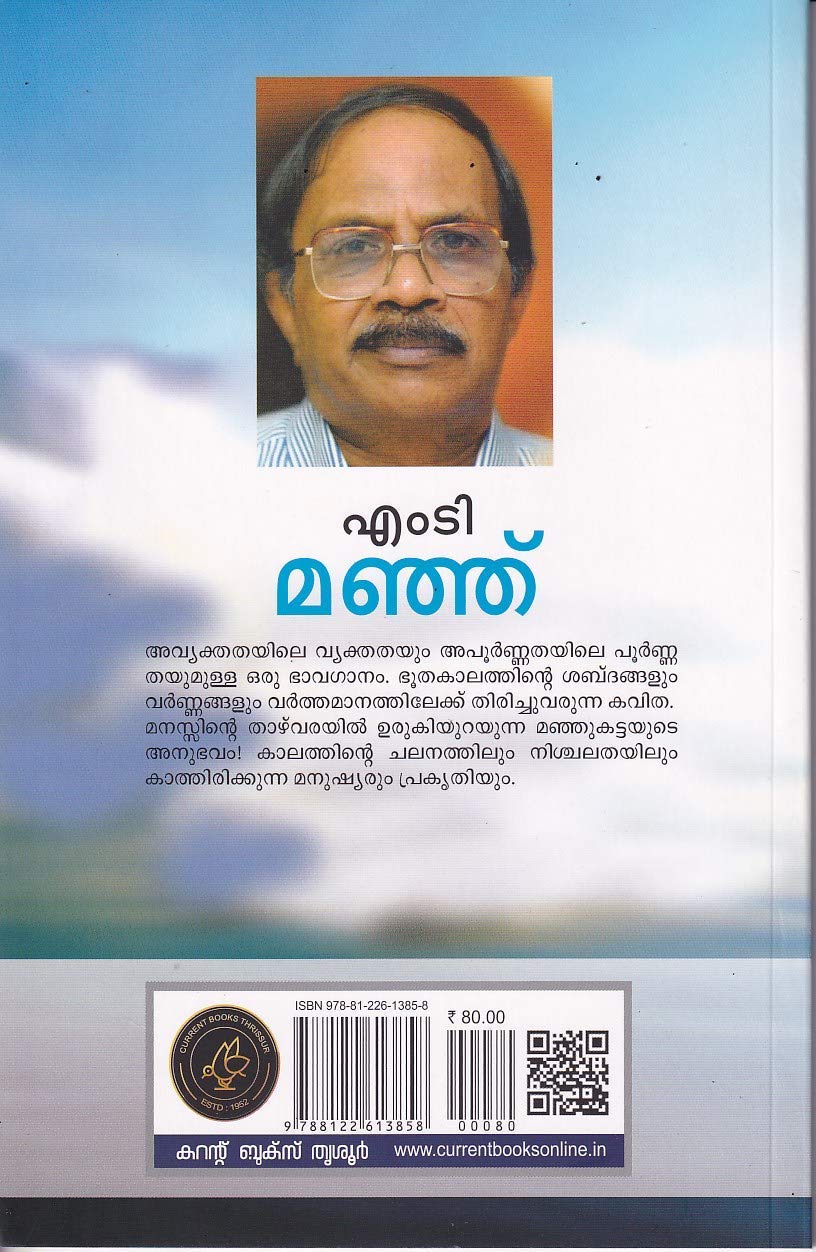 എംടി
മഞ്ഞ്
അവ്യക്തതയിലെ വ്യക്തതയും അപൂർണ്ണതയിലെ പൂർണ്ണ
തയുമുള്ള ഒരു ഭാവഗാനം. ഭൂതകാലത്തിന്റെ ശബ്ദങ്ങളും
വർണ്ണങ്ങളും വർത്തമാനത്തിലേക്ക് തിരിച്ചുവരുന്ന കവിത.
മനസ്സിന്റെ താഴ്‌വരയിൽ ഉരുകിയുറയുന്ന മഞ്ഞുകട്ടയുടെ
അനുഭവം! കാലത്തിന്റെ ചലനത്തിലും നിശ്ചലതയിലും
കാത്തിരിക്കുന്ന മനുഷ്യരും പ്രകൃതിയും.
CURRENT BOOKS THRISSUR
ESTD : 1952
ISBN 978-81-226-1385-8
₹ 80.00
9 788122 613858
00080
കറന്റ് ബുക്സ് തൃശൂർ www.currentbooksonline.in